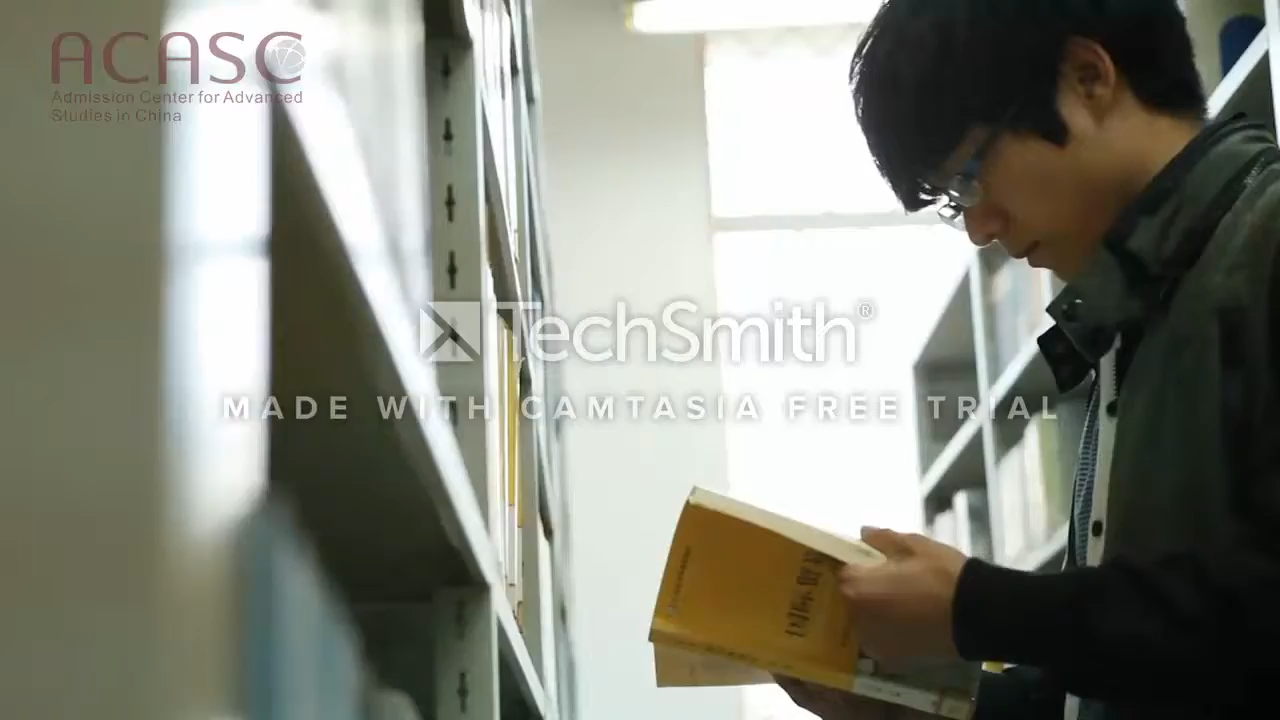 ACASC
Admission Center for Advanced
Studies in China
TechSmith®
MADE WITH CAMTASIA FREE TRIAL